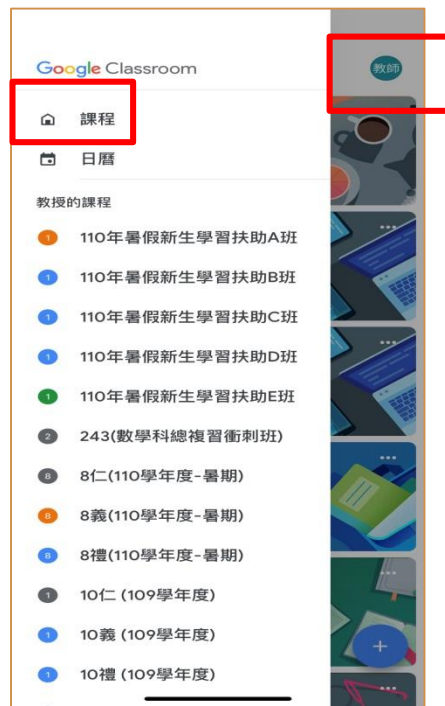 Google Classroom
教師
課程
日曆
教授的課程
1 110年暑假新生學習扶助A班
1 110年暑假新生學習扶助B班
1 110年暑假新生學習扶助C班
1 110年暑假新生學習扶助D班
1 110年暑假新生學習扶助E班
2 243(數學科總複習衝刺班)
8 8仁(110學年度-暑期)
8 8義(110學年度-暑期)
8 8禮(110學年度-暑期)
1 10仁 (109學年度)
1 10義 (109學年度)
1 10禮 (109學年度)